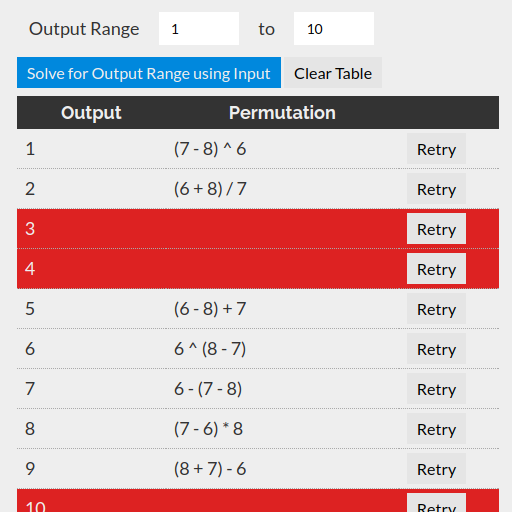 Output Range 1 to 10
Solve for Output Range using Input Clear Table
Output Permutation
1 (7 - 8) ^ 6 Retry
2 (6 + 8) / 7 Retry
3 Retry
4 Retry
5 (6 - 8) + 7 Retry
6 6 ^ (8 - 7) Retry
7 6 - (7 - 8) Retry
8 (7 - 6) * 8 Retry
9 (8 + 7) - 6 Retry
10 Retry